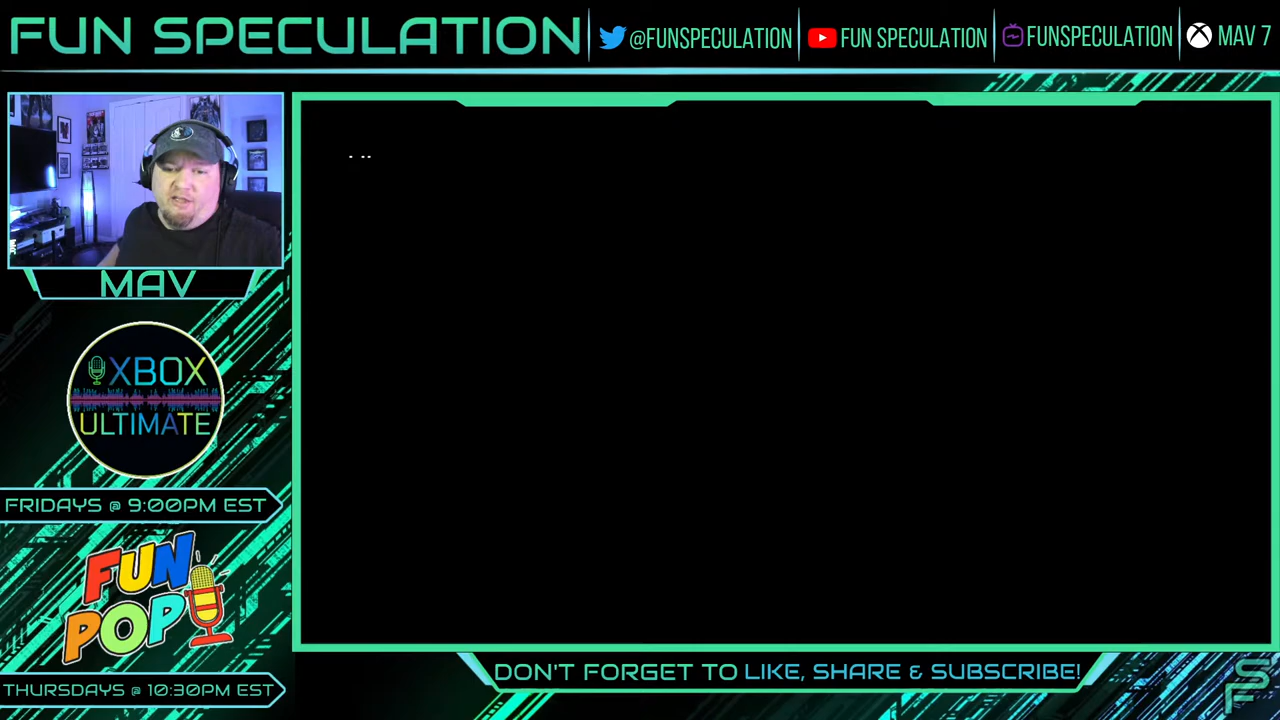 FUN SPECULATION
@FUNSPECULATION
FUN SPECULATION
FUNSPECULATION
MAV 7
MAV
XBOX
ULTIMATE
FRIDAYS @ 9:00PM EST
FUN
POP
THURSDAYS @ 10:30PM EST
DON'T FORGET TO LIKE, SHARE & SUBSCRIBE!
SF